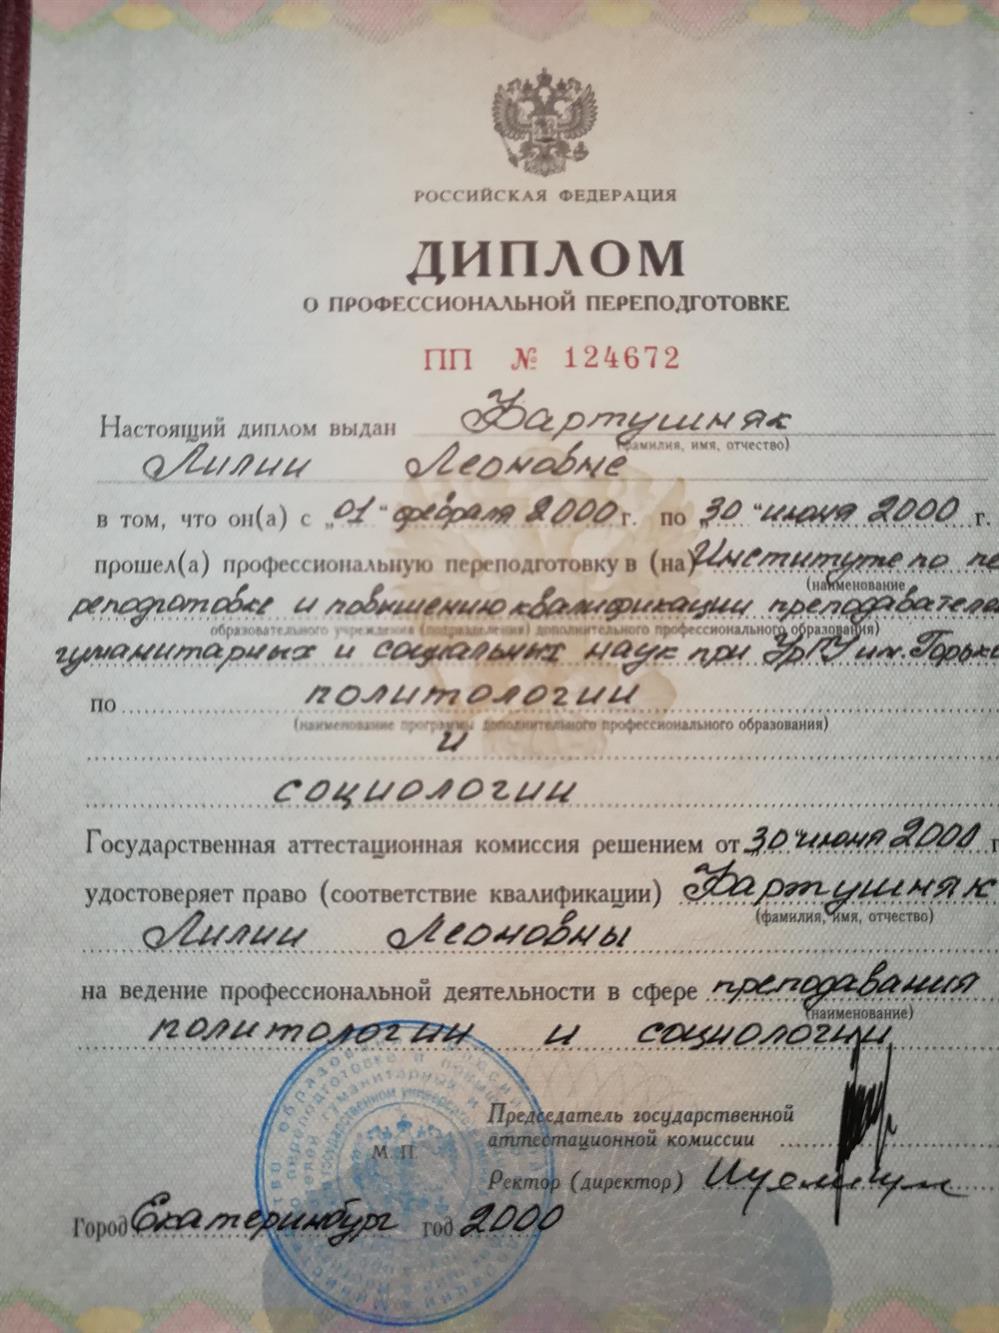 РОССИЙСКАЯ ФЕДЕРАЦИЯ
ДИПЛОМ
О ПРОФЕССИОНАЛЬНОЙ ПЕРЕПОДГОТОВКЕ
ПП № 124672
Настоящий диплом выдан Фартушняк
(фамилия, имя, отчество)
Лилии Леоновне
в том, что он(а) с „01“ февраля 2000 г. по „30“ июня 2000 г.
прошел(а) профессиональную переподготовку в (на) Институте по пе
(наименование
реподготовке и повышению квалификации преподавателе
образовательного учреждения (подразделения) дополнительного профессионального образования)
гуманитарных и социальных наук при УрГУ им. Горько
по политологии
(наименование программы дополнительного профессионального образования)
и
социологии
Государственная аттестационная комиссия решением от „30“ июня 2000 г
удостоверяет право (соответствие квалификации) Фартушняк
(фамилия, имя, отчество)
Лилии Леоновны
на ведение профессиональной деятельности в сфере преподавания
(наименование)
политологии и социологии
Председатель государственной
аттестационной комиссии
М. П.
Ректор (директор)
Город Екатеринбург год 2000